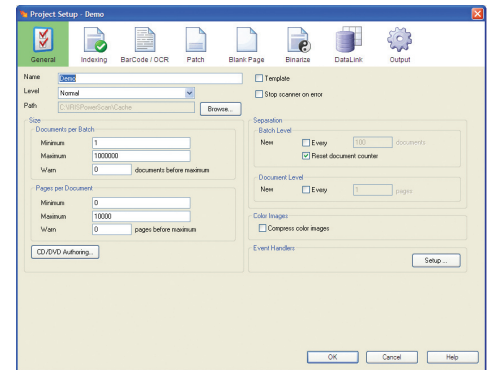 Project Setup - Demo
General
Indexing
BarCode / OCR
Patch
Blank Page
Binarize
DataLink
Output
Name
Demo
Template
Level
Normal
Stop scanner on error
Path
C:\IRISPowerScan\Cache
Browse...
Size
Documents per Batch
Minimum
1
Maximum
1000000
Warn
0
documents before maximum
Pages per Document
Minimum
0
Maximum
10000
Warn
0
pages before maximum
CD/DVD Authoring...
Separation
Batch Level
New
Every
100
documents
Reset document counter
Document Level
New
Every
1
pages
Color Images
Compress color images
Event Handlers
Setup ...
OK
Cancel
Help